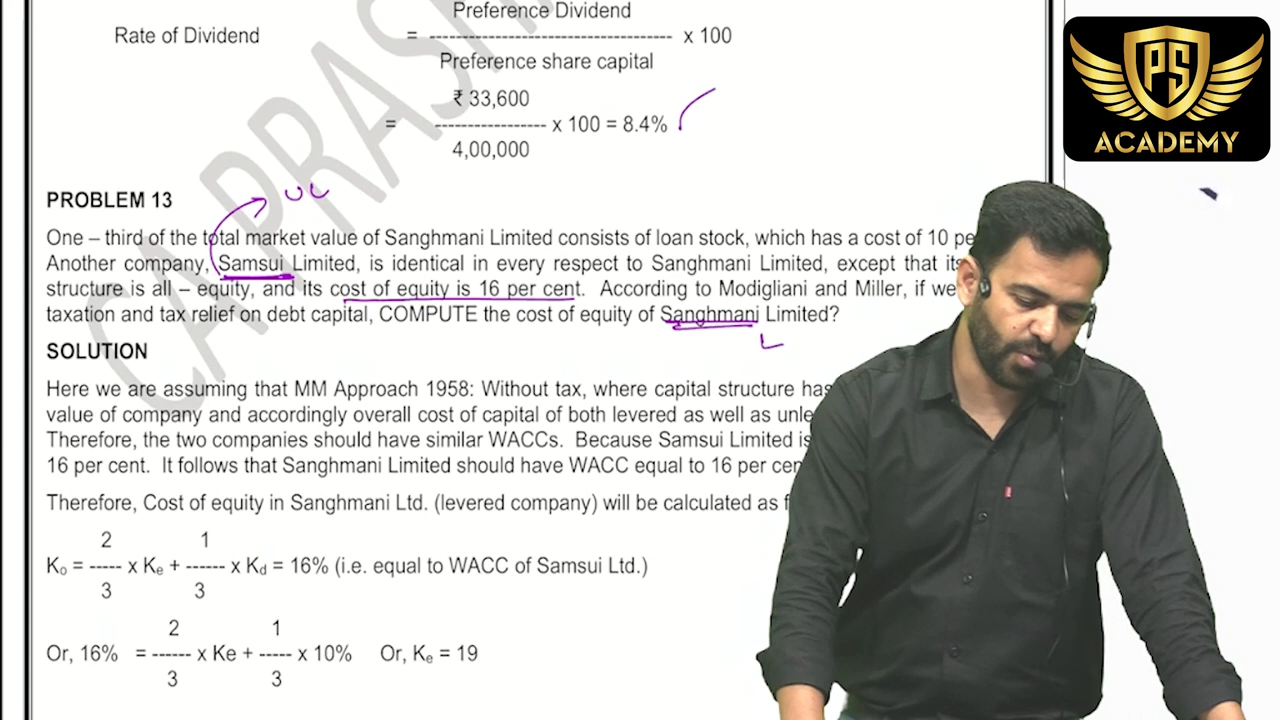 Preference Dividend
Rate of Dividend = ------------------------------------- x 100
Preference share capital
₹ 33,600
= ----------------- x 100 = 8.4%
4,00,000
PS
ACADEMY
PROBLEM 13
UL
One – third of the total market value of Sanghmani Limited consists of loan stock, which has a cost of 10
Another company, Samsui Limited, is identical in every respect to Sanghmani Limited, except that its
structure is all – equity, and its cost of equity is 16 per cent. According to Modigliani and Miller, if we
taxation and tax relief on debt capital, COMPUTE the cost of equity of Sanghmani Limited?
L
SOLUTION
Here we are assuming that MM Approach 1958: Without tax, where capital structure has
value of company and accordingly overall cost of capital of both levered as well as
Therefore, the two companies should have similar WACCs. Because Samsui Limited is
16 per cent. It follows that Sanghmani Limited should have WACC equal to 16 per
Therefore, Cost of equity in Sanghmani Ltd. (levered company) will be calculated as
2 1
Ko = ----- x Ke + ------ x Kd = 16% (i.e. equal to WACC of Samsui Ltd.)
3 3
2 1
Or, 16% = ------ x Ke + ----- x 10% Or, Ke = 19
3 3
CA PRASH